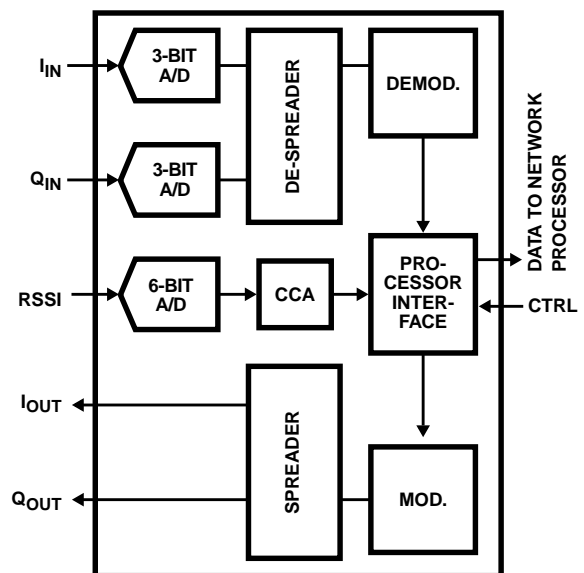 I_IN
3-BIT
A/D
DE-SPREADER
DEMOD.
Q_IN
3-BIT
A/D
DATA TO NETWORK
PROCESSOR
RSSI
6-BIT
A/D
CCA
PRO-
CESSOR
INTER-
FACE
CTRL
I_OUT
SPREADER
Q_OUT
MOD.